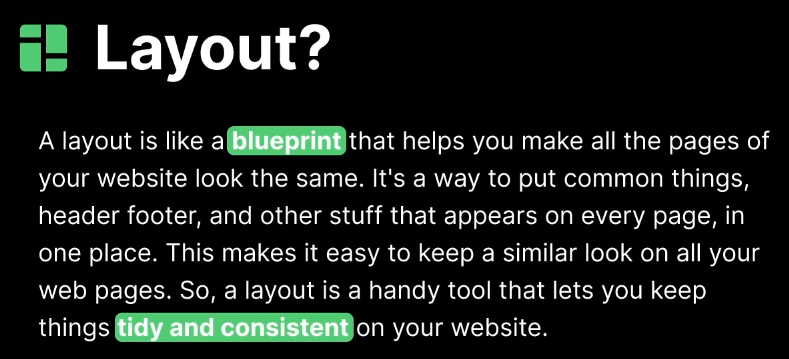 Layout?
A layout is like a blueprint that helps you make all the pages of
your website look the same. It's a way to put common things,
header footer, and other stuff that appears on every page, in
one place. This makes it easy to keep a similar look on all your
web pages. So, a layout is a handy tool that lets you keep
things tidy and consistent on your website.